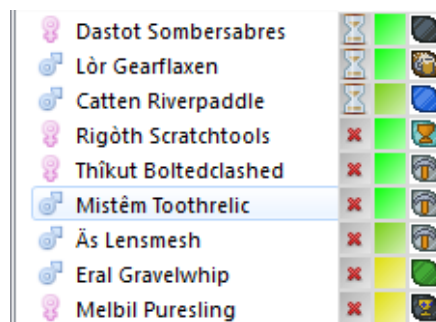 Dastot Sombersabres
Lòr Gearflaxen
Catten Riverpaddle
Rigòth Scratchtools
Thîkut Boltedclashed
Mistêm Toothrelic
Äs Lensmesh
Eral Gravelwhip
Melbil Puresling